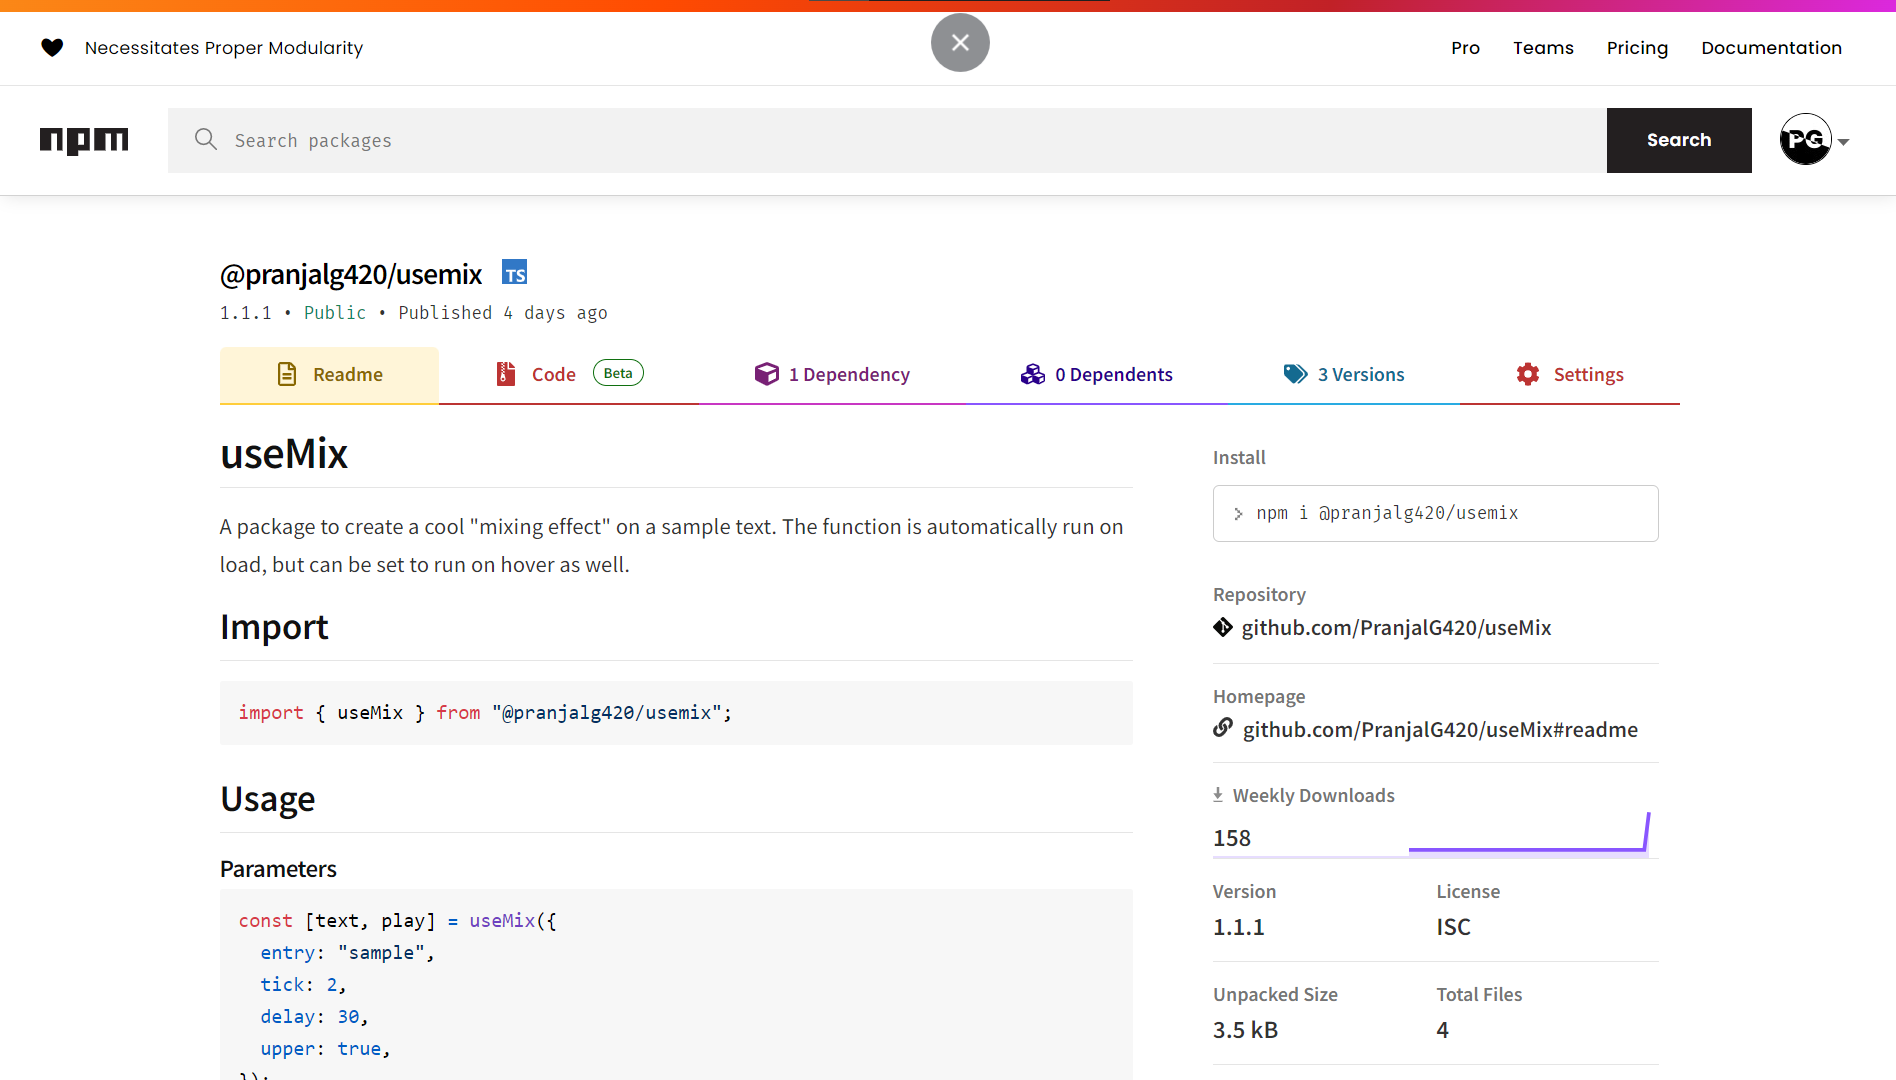 Necessitates Proper Modularity
Pro Teams Pricing Documentation
npm
Search packages
Search
PG
@pranjalg420/usemix TS
1.1.1 • Public • Published 4 days ago
Readme
Code Beta
1 Dependency
0 Dependents
3 Versions
Settings
useMix
A package to create a cool "mixing effect" on a sample text. The function is automatically run on
load, but can be set to run on hover as well.
Import
import { useMix } from "@pranjalg420/usemix";
Usage
Parameters
const [text, play] = useMix({
  entry: "sample",
  tick: 2,
  delay: 30,
  upper: true,
});
Install
> npm i @pranjalg420/usemix
Repository
github.com/PranjalG420/useMix
Homepage
github.com/PranjalG420/useMix#readme
Weekly Downloads
158
Version License
1.1.1 ISC
Unpacked Size Total Files
3.5 kB 4